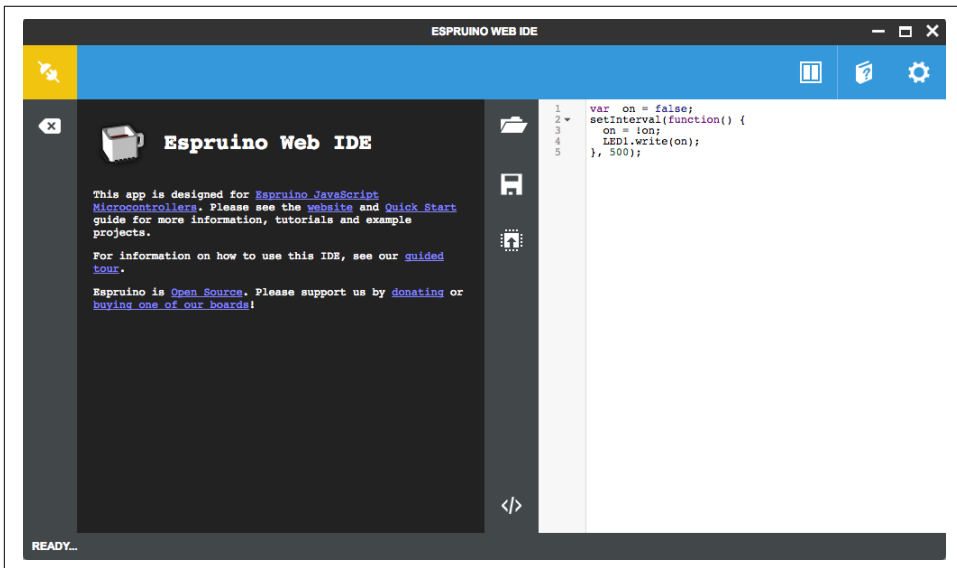 ESPRUINO WEB IDE
Espruino Web IDE
This app is designed for Espruino JavaScript
Microcontrollers. Please see the website and Quick Start
guide for more information, tutorials and example
projects.
For information on how to use this IDE, see our guided
tour.
Espruino is Open Source. Please support us by donating or
buying one of our boards!
1 var  on = false;
2 setInterval(function() {
3   on = !on;
4   LED1.write(on);
5 }, 500);
</>
READY...